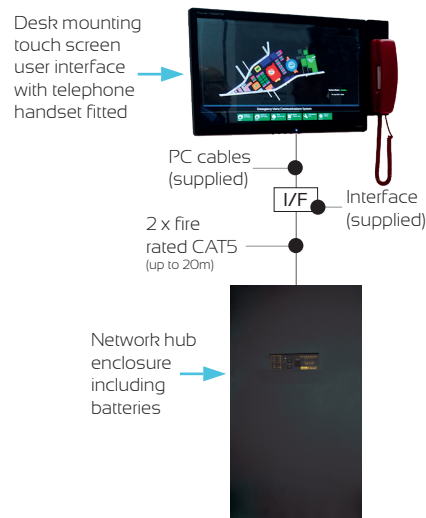 Desk mounting
touch screen
user interface
with telephone
handset fitted
PC cables
(supplied)
I/F
Interface
(supplied)
2 x fire
rated CAT5
(up to 20m)
Network hub
enclosure
including
batteries